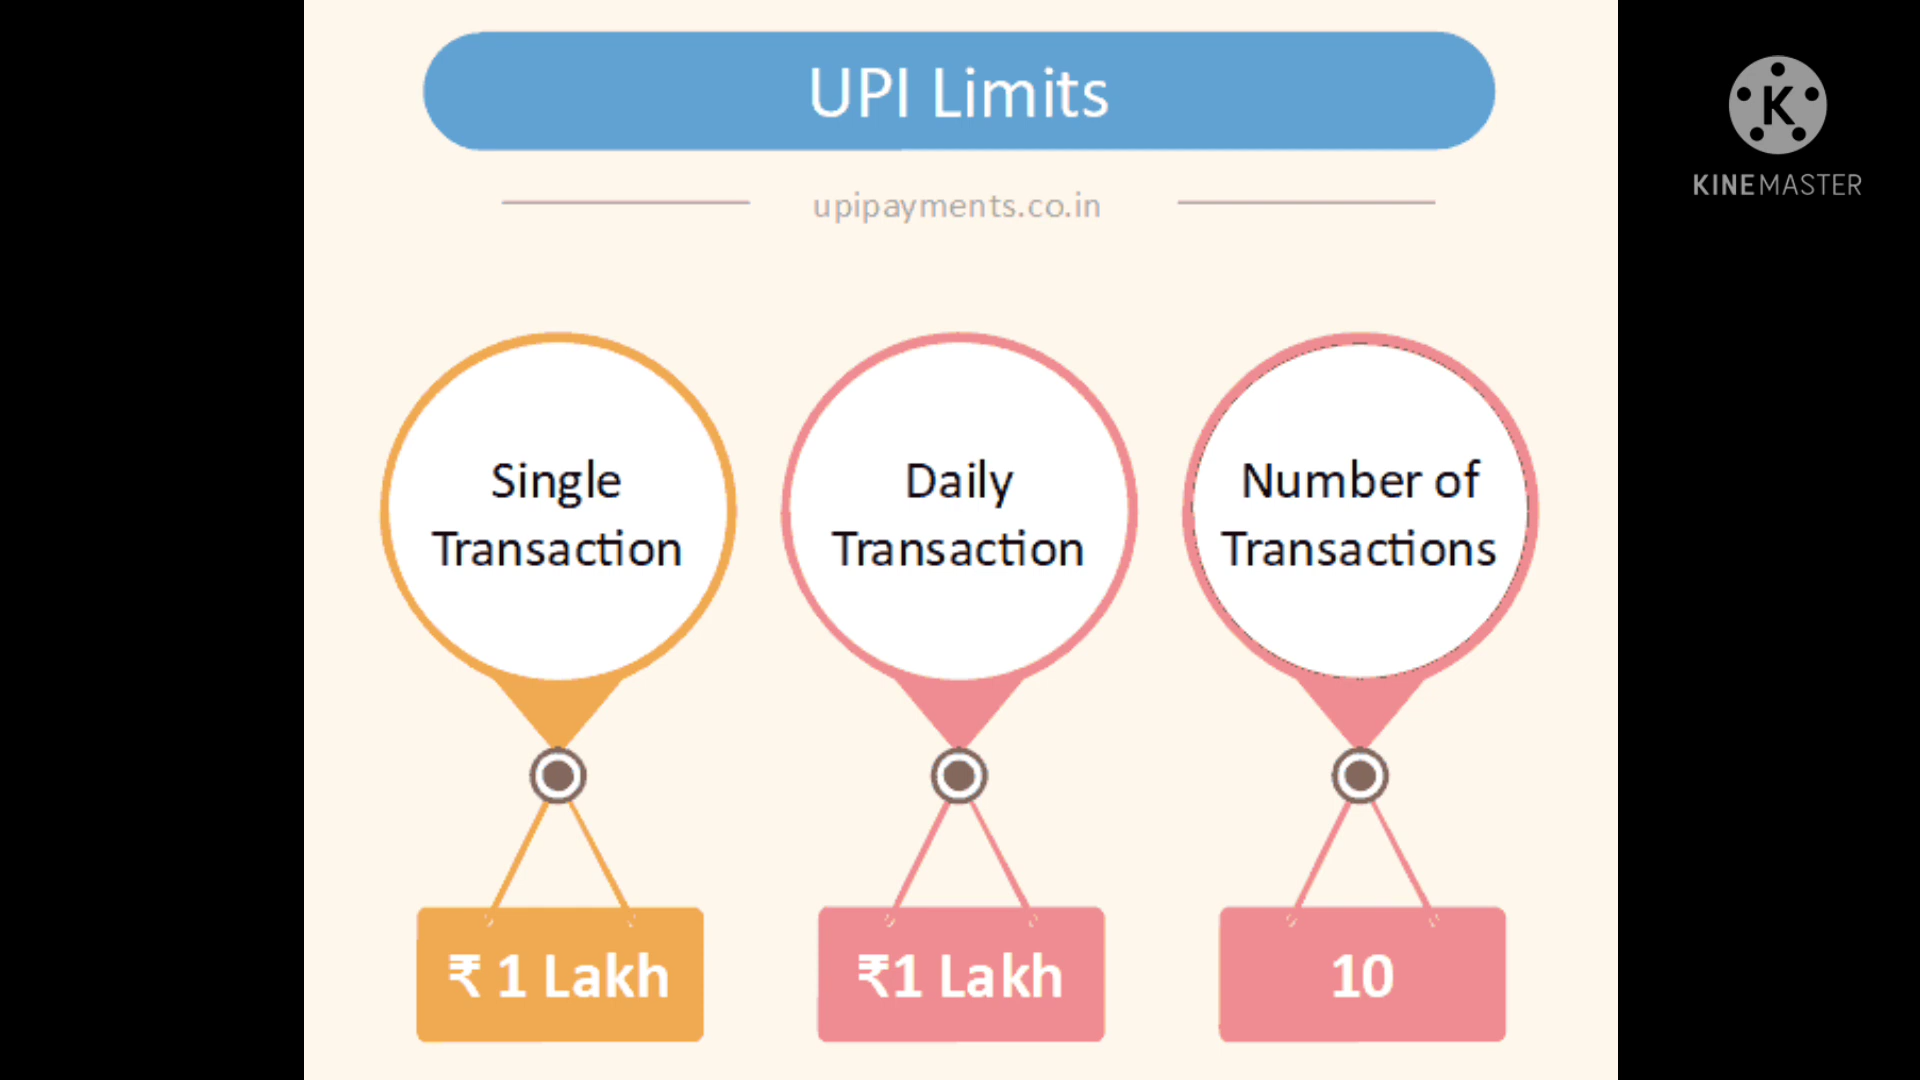 UPI Limits
upipayments.co.in
K
KINEMASTER
Single
Transaction
Daily
Transaction
Number of
Transactions
₹ 1 Lakh
₹1 Lakh
10